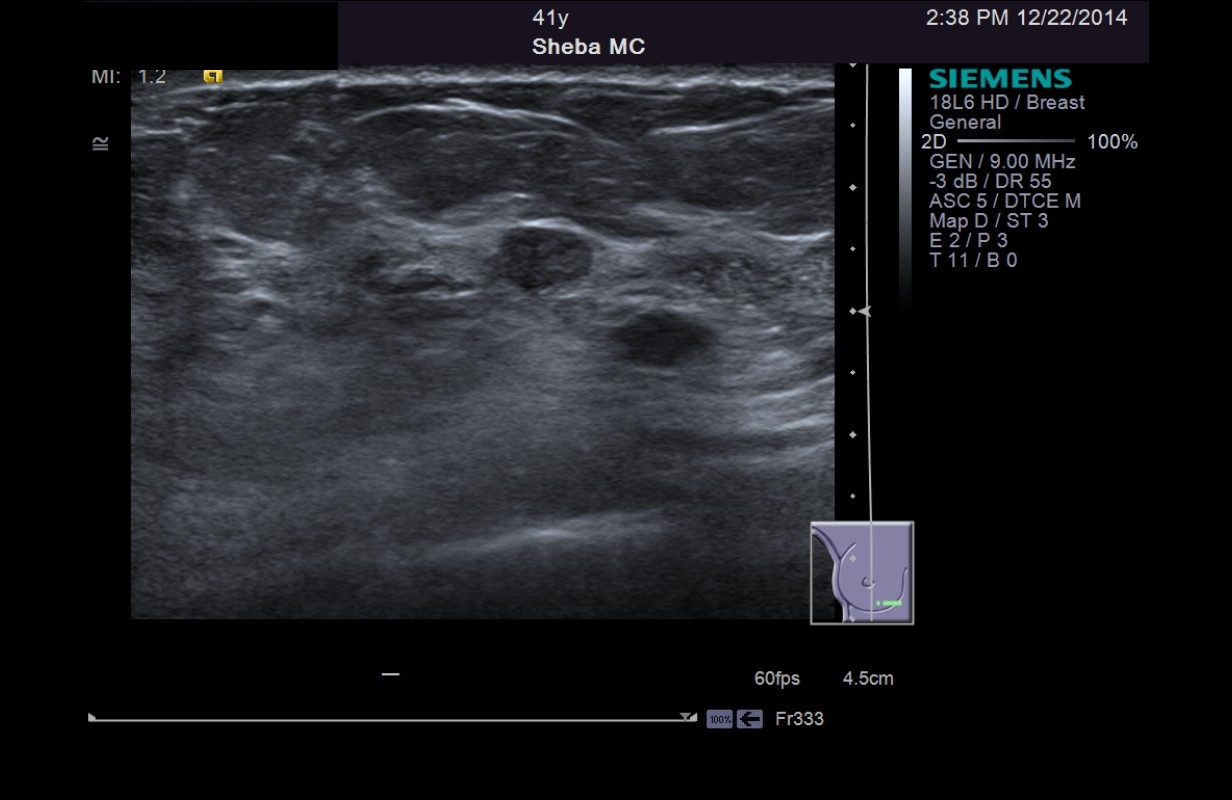 41y
2:38 PM 12/22/2014
Sheba MC
MI: 1.2
SIEMENS
18L6 HD / Breast
General
2D 100%
GEN / 9.00 MHz
-3 dB / DR 55
ASC 5 / DTCE M
Map D / ST 3
E 2 / P 3
T 11 / B 0
60fps 4.5cm
100% Fr333